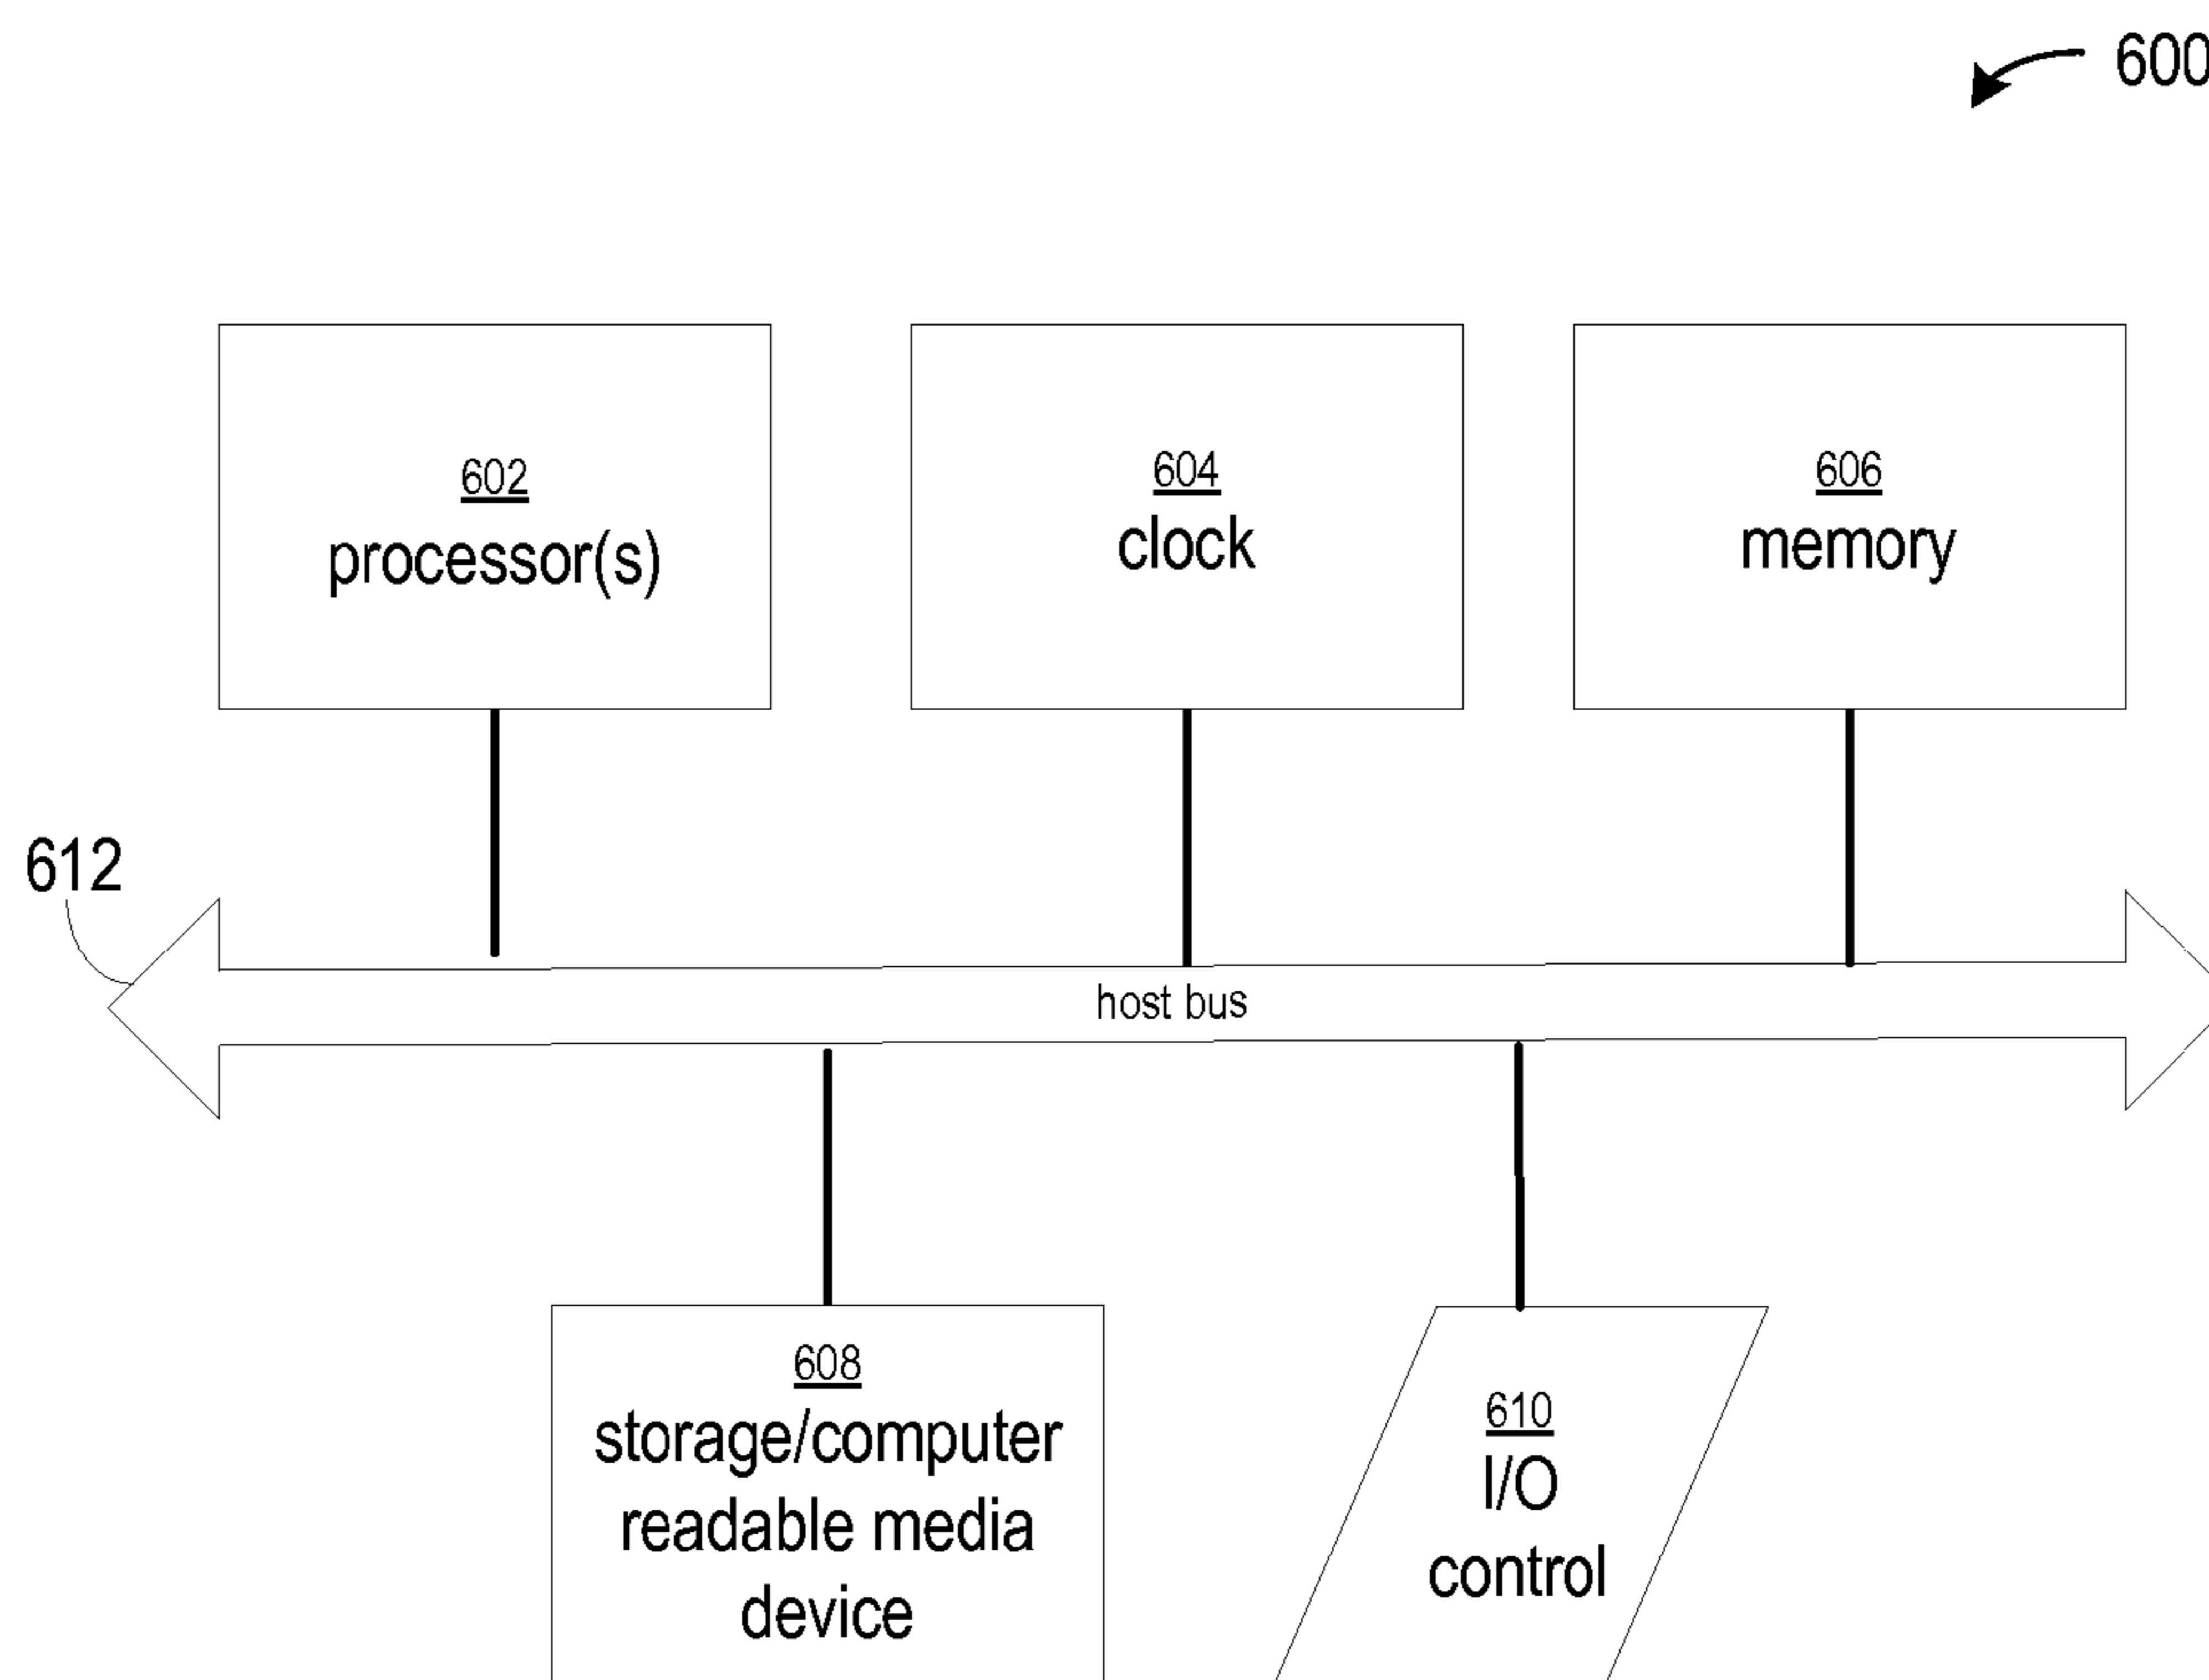 600
602
processor(s)
604
clock
606
memory
612
host bus
608
storage/computer
readable media
device
610
I/O
control